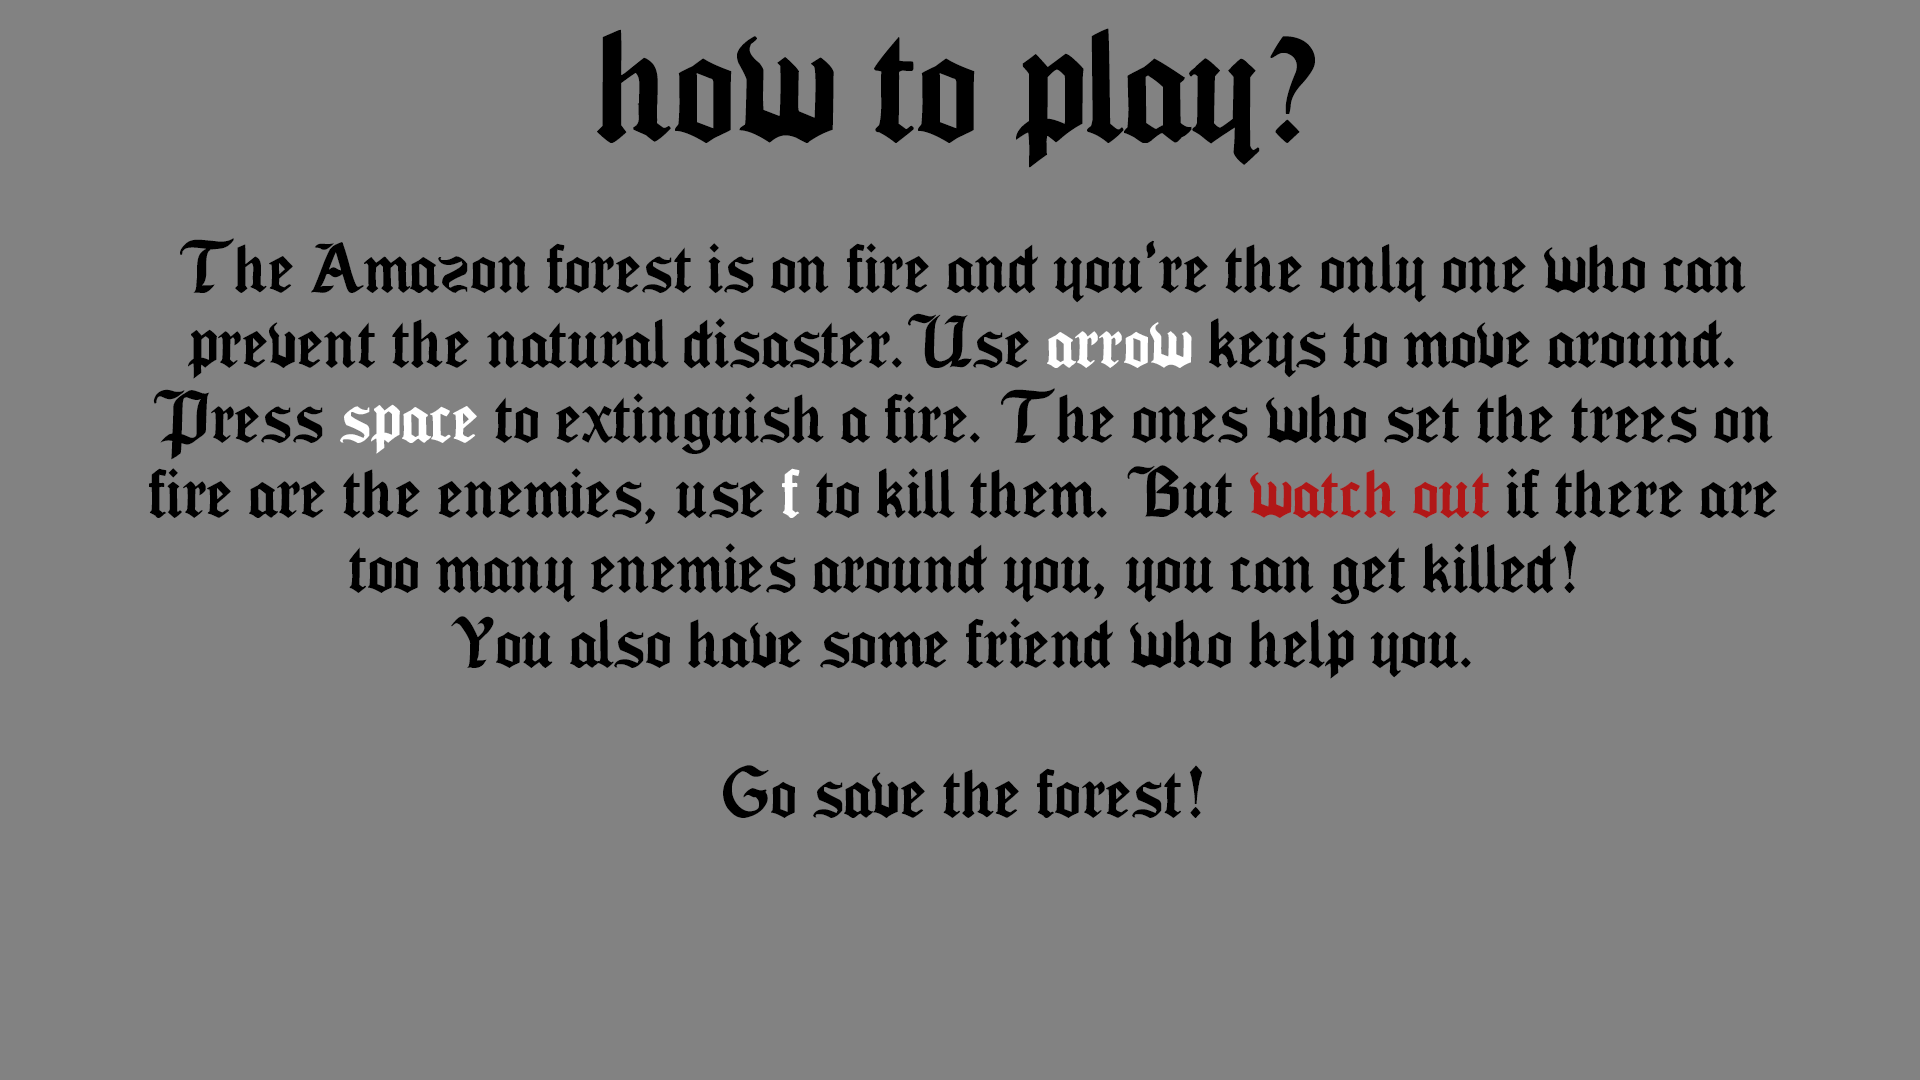 how to play?
The Amazon forest is on fire and you're the only one who can
prevent the natural disaster. Use arrow keys to move around.
Press space to extinguish a fire. The ones who set the trees on
fire are the enemies, use f to kill them. But watch out if there are
too many enemies around you, you can get killed!
You also have some friend who help you.
Go save the forest!